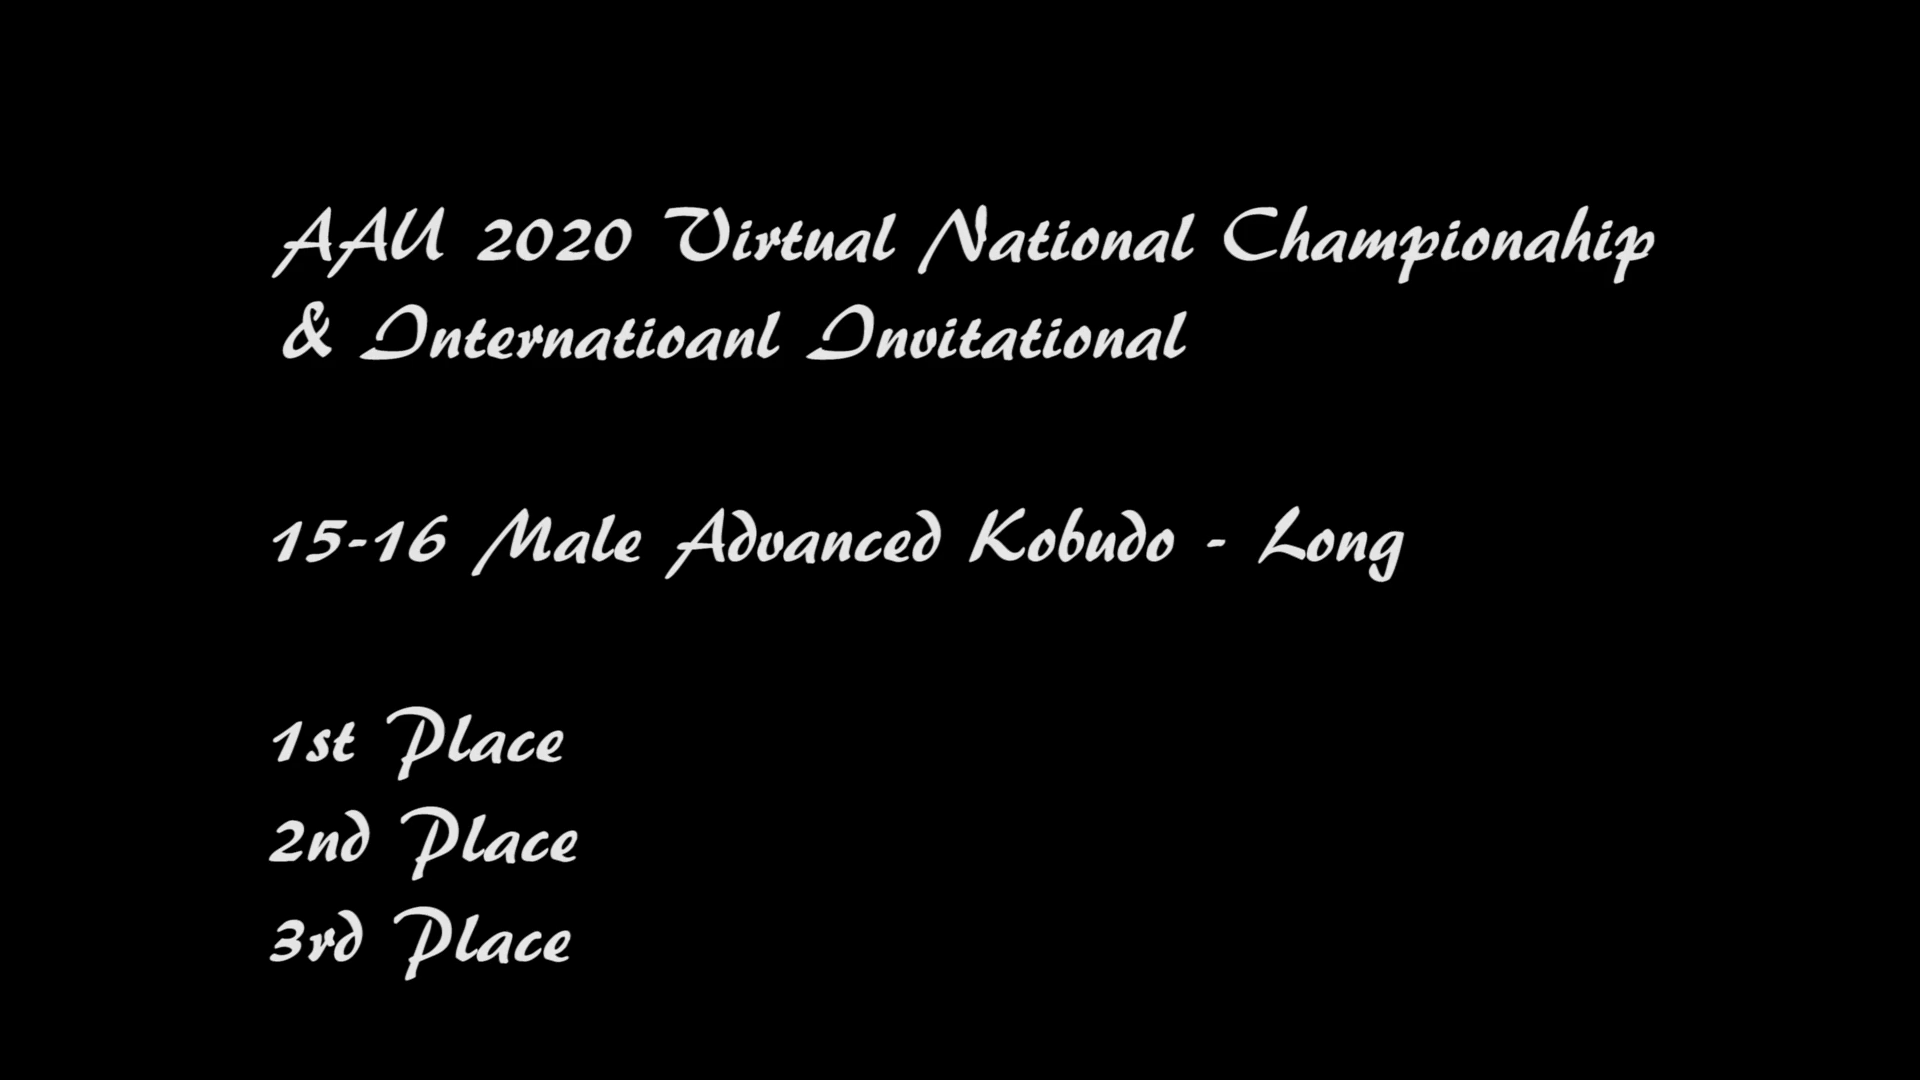 AAU 2020 Virtual National Championahip
& Internatioanl Invitational
15-16 Male Advanced Kobudo - Long
1st Place
2nd Place
3rd Place